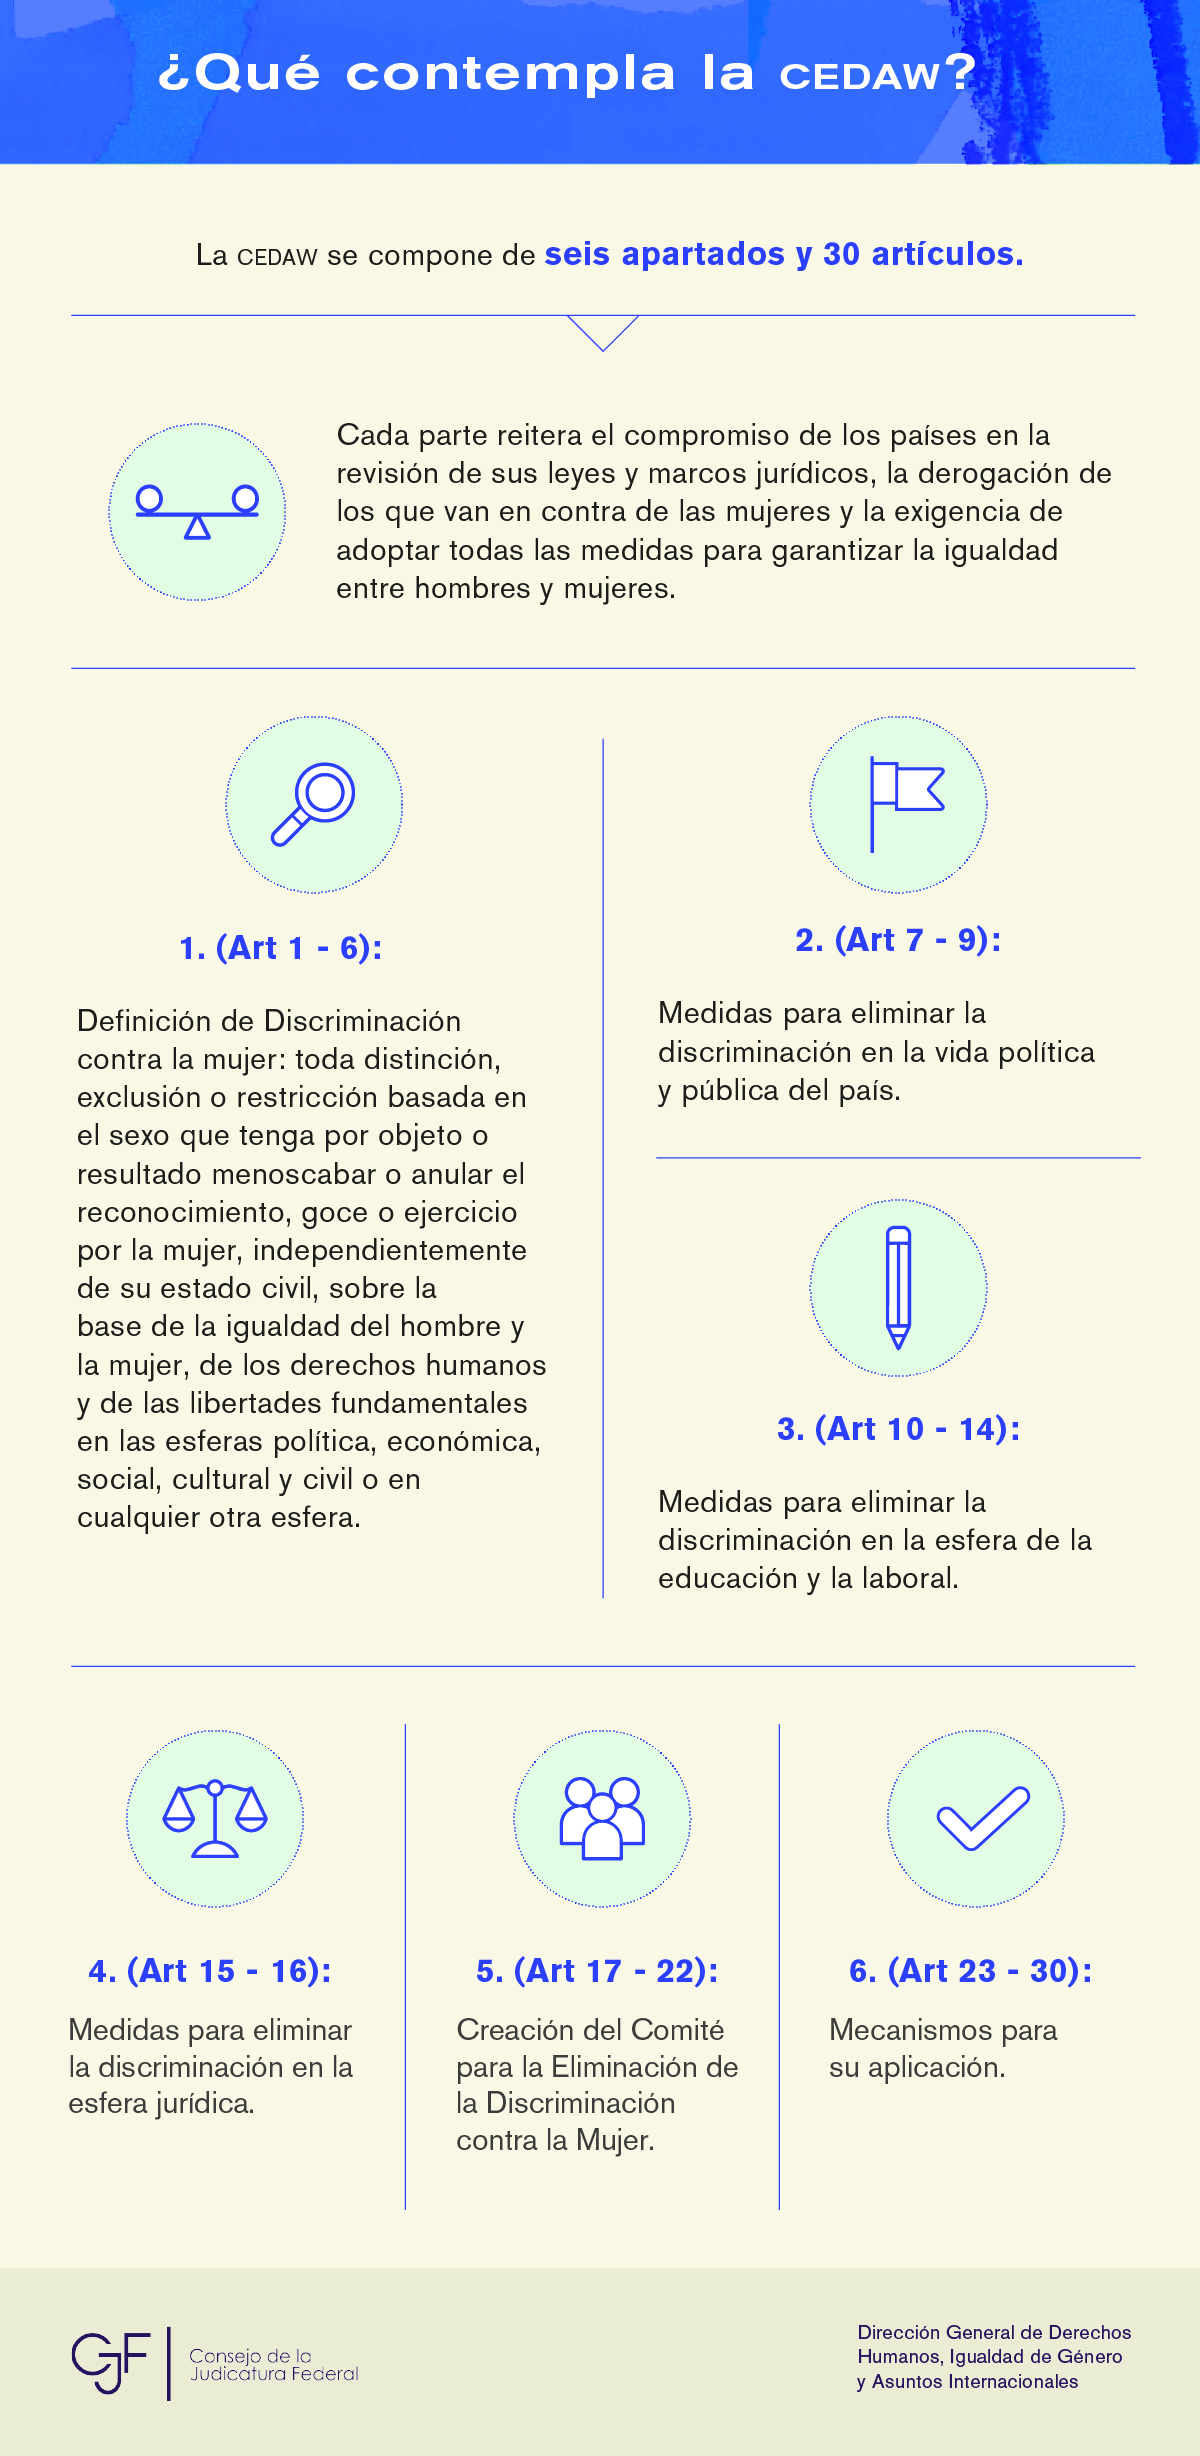 ¿Qué contempla la CEDAW?
La CEDAW se compone de seis apartados y 30 artículos.
Cada parte reitera el compromiso de los países en la
revisión de sus leyes y marcos jurídicos, la derogación de
los que van en contra de las mujeres y la exigencia de
adoptar todas las medidas para garantizar la igualdad
entre hombres y mujeres.
1. (Art 1 - 6):
Definición de Discriminación
contra la mujer: toda distinción,
exclusión o restricción basada en
el sexo que tenga por objeto o
resultado menoscabar o anular el
reconocimiento, goce o ejercicio
por la mujer, independientemente
de su estado civil, sobre la
base de la igualdad del hombre y
la mujer, de los derechos humanos
y de las libertades fundamentales
en las esferas política, económica,
social, cultural y civil o en
cualquier otra esfera.
2. (Art 7 - 9):
Medidas para eliminar la
discriminación en la vida política
y pública del país.
3. (Art 10 - 14):
Medidas para eliminar la
discriminación en la esfera de la
educación y la laboral.
4. (Art 15 - 16):
Medidas para eliminar
la discriminación en la
esfera jurídica.
5. (Art 17 - 22):
Creación del Comité
para la Eliminación de
la Discriminación
contra la Mujer.
6. (Art 23 - 30):
Mecanismos para
su aplicación.
CJF
Consejo de la
Judicatura Federal
Dirección General de Derechos
Humanos, Igualdad de Género
y Asuntos Internacionales